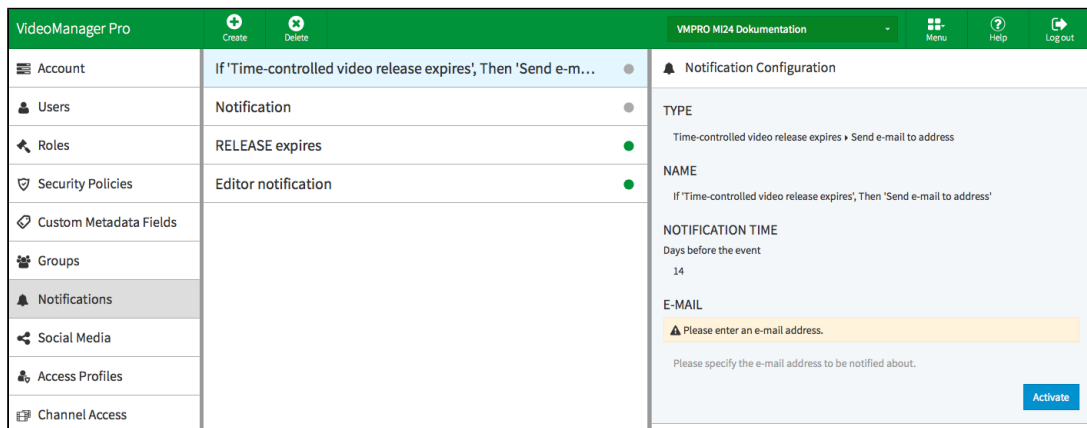 VideoManager Pro
Create
Delete
VMPRO MI24 Dokumentation
Menu
Help
Log out
Account
Users
Roles
Security Policies
Custom Metadata Fields
Groups
Notifications
Social Media
Access Profiles
Channel Access
If 'Time-controlled video release expires', Then 'Send e-m...
Notification
RELEASE expires
Editor notification
Notification Configuration
TYPE
Time-controlled video release expires ▸ Send e-mail to address
NAME
If 'Time-controlled video release expires', Then 'Send e-mail to address'
NOTIFICATION TIME
Days before the event
14
E-MAIL
Please enter an e-mail address.
Please specify the e-mail address to be notified about.
Activate